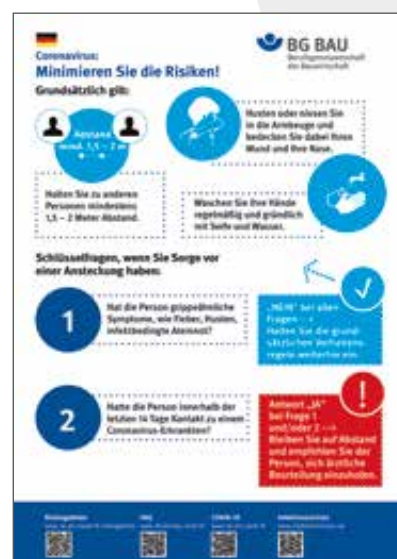 Coronavirus:
Minimieren Sie die Risiken!
BG BAU
Berufsgenossenschaft
der Bauwirtschaft
Grundsätzlich gilt:
Abstand
mind. 1,5 – 2 m
Husten oder niesen Sie
in die Armbeuge und
bedecken Sie dabei Ihren
Mund und Ihre Nase.
Halten Sie zu anderen
Personen mindestens
1,5 – 2 Meter Abstand.
Waschen Sie Ihre Hände
regelmäßig und gründlich
mit Seife und Wasser.
Schlüsselfragen, wenn Sie Sorge vor
einer Ansteckung haben:
1
Hat die Person grippeähnliche
Symptome, wie Fieber, Husten,
infektbedingte Atemnot?
„NEIN“ bei allen
Fragen -->
Halten Sie die grund-
sätzlichen Verhaltens-
regeln weiterhin ein.
2
Hatte die Person innerhalb der
letzten 14 Tage Kontakt zu einem
Coronavirus-Erkrankten?
!
Antwort „JA“
bei Frage 1
und/oder 2 -->
Bleiben Sie auf Abstand
und empfehlen Sie der
Person, sich ärztliche
Beurteilung einzuholen.
FAQ
COVID-19